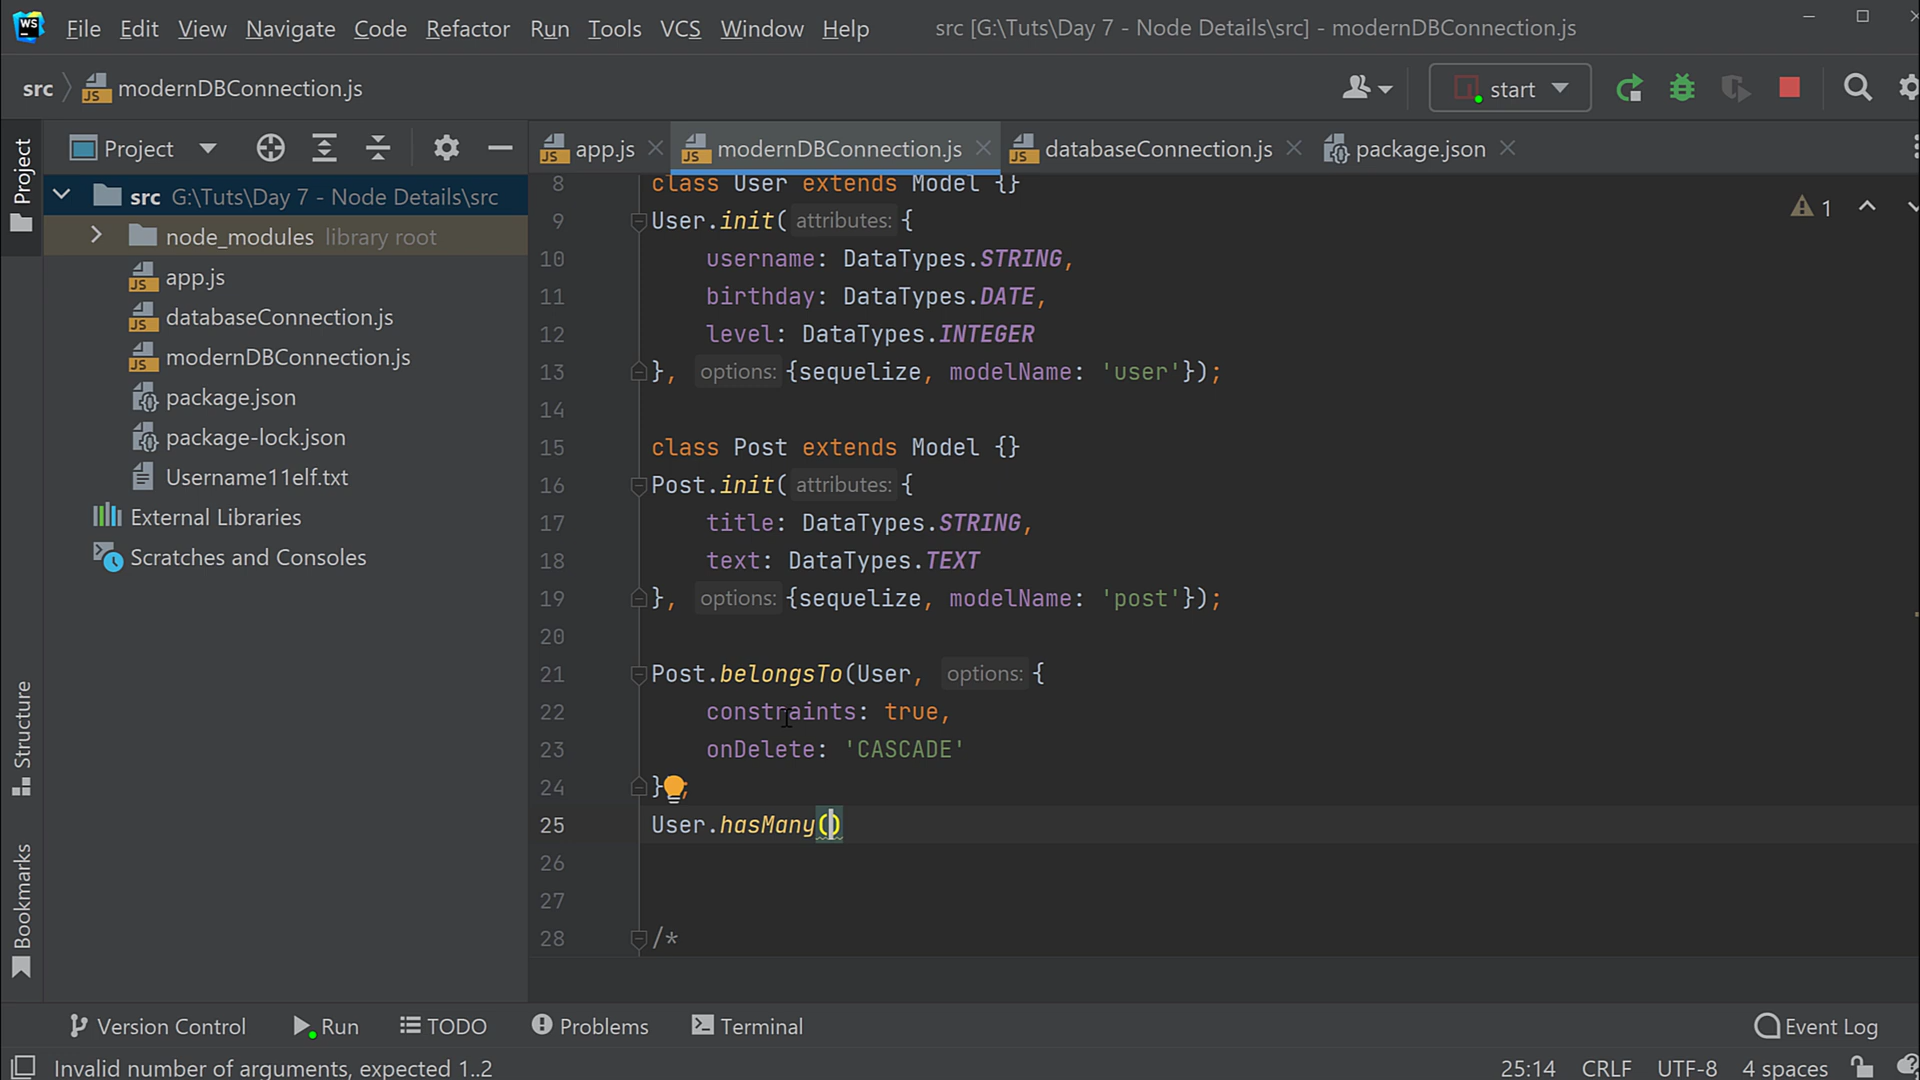 WS File Edit View Navigate Code Refactor Run Tools VCS Window Help src [G:\Tuts\Day 7 - Node Details\src] - modernDBConnection.js
src JS modernDBConnection.js start
Project
Project
JS app.js JS modernDBConnection.js JS databaseConnection.js package.json
src G:\Tuts\Day 7 - Node Details\src
node_modules library root
JS app.js
JS databaseConnection.js
JS modernDBConnection.js
package.json
package-lock.json
Username11elf.txt
External Libraries
Scratches and Consoles
Structure
Bookmarks
8 class User extends Model {}
9 User.init( attributes: {
10 username: DataTypes.STRING,
11 birthday: DataTypes.DATE,
12 level: DataTypes.INTEGER
13 }, options: {sequelize, modelName: 'user'});
14
15 class Post extends Model {}
16 Post.init( attributes: {
17 title: DataTypes.STRING,
18 text: DataTypes.TEXT
19 }, options: {sequelize, modelName: 'post'});
20
21 Post.belongsTo(User, options: {
22 constraints: true,
23 onDelete: 'CASCADE'
24 } ;
25 User.hasMany()
26
27
28 /*
1
Version Control Run TODO Problems Terminal Event Log
Invalid number of arguments, expected 1..2 25:14 CRLF UTF-8 4 spaces